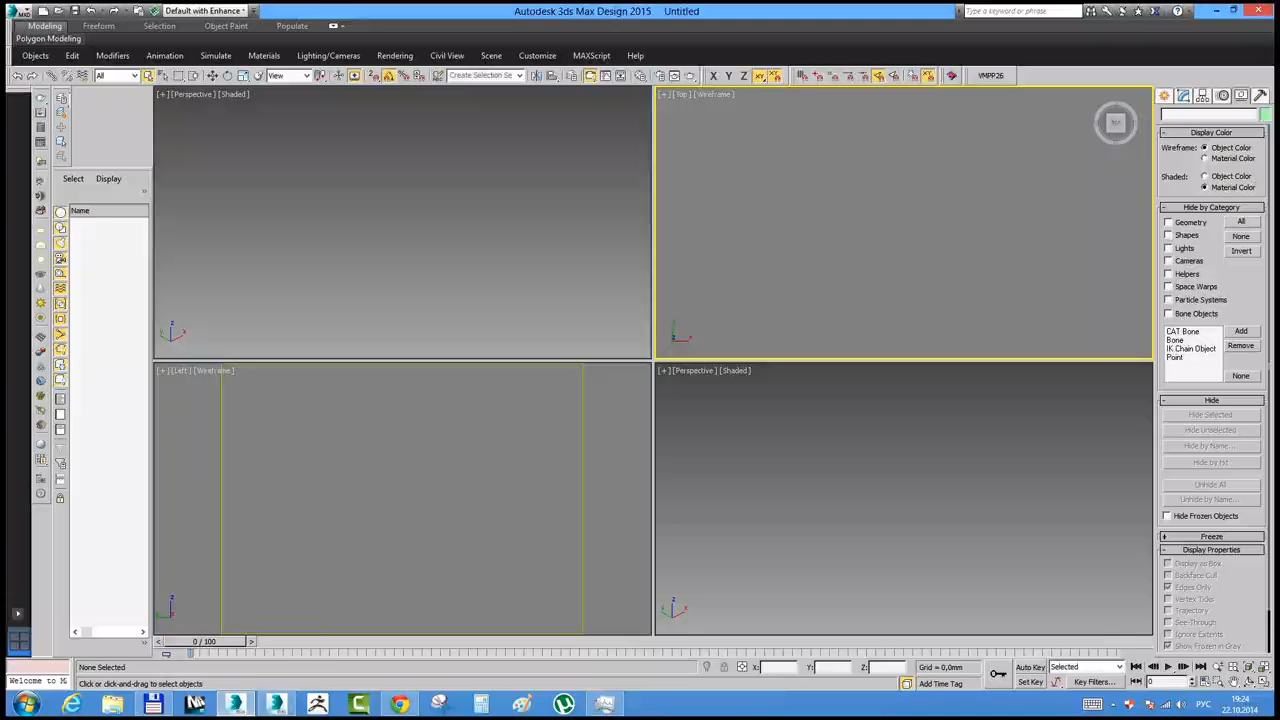 Default with Enhance
Autodesk 3ds Max Design 2015 Untitled
Type a keyword or phrase
Modeling Freeform Selection Object Paint Populate
Polygon Modeling
Objects Edit Modifiers Animation Simulate Materials Lighting/Cameras Rendering Civil View Scene Customize MAXScript Help
All View Create Selection Se X Y Z XY VMPP26
[+] [Perspective] [Shaded] [+] [Top] [Wireframe]
TOP
Select Display
Name
Display Color
Wireframe: Object Color
Material Color
Shaded: Object Color
Material Color
Hide by Category
Geometry All
Shapes None
Lights Invert
Cameras
Helpers
Space Warps
Particle Systems
Bone Objects
CAT Bone Add
Bone
IK Chain Object Remove
Point
None
[+] [Left] [Wireframe] [+] [Perspective] [Shaded]
Hide
Hide Selected
Hide Unselected
Hide by Name...
Hide by Hit
Unhide All
Unhide by Name...
Hide Frozen Objects
Freeze
Display Properties
Display as Box
Backface Cull
Edges Only
Vertex Ticks
Trajectory
See-Through
Ignore Extents
Show Frozen in Gray
0 / 100
None Selected X: Y: Z: Grid = 0,0mm Auto Key Selected
Welcome to M Click or click-and-drag to select objects Add Time Tag Set Key Key Filters... 0
РУС
19:24
22.10.2014